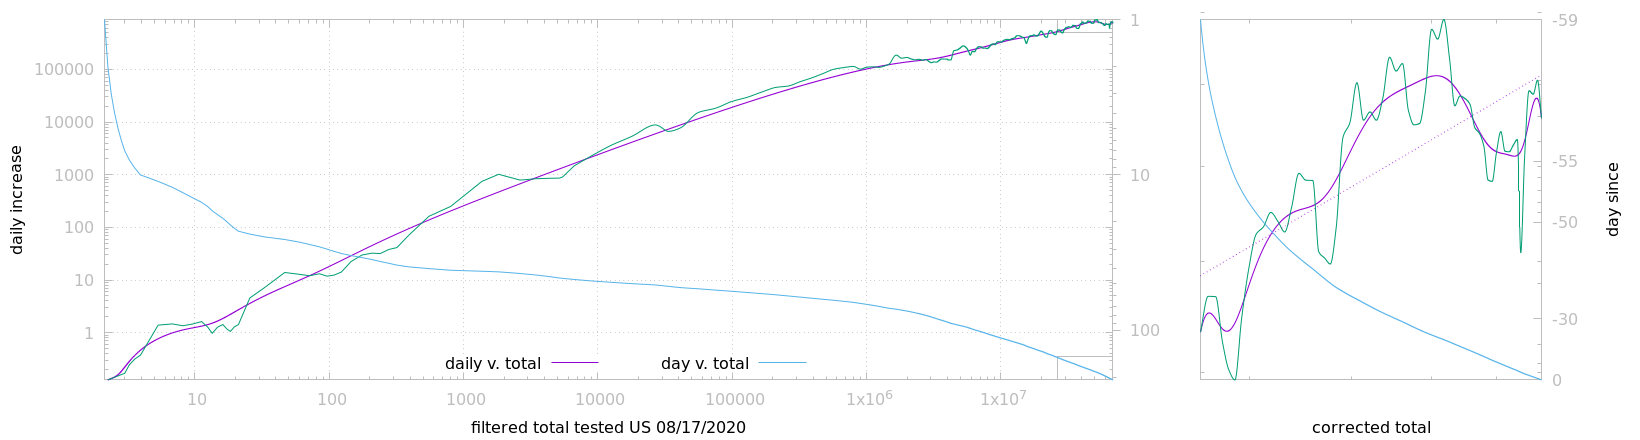 daily increase
100000
10000
1000
100
10
1
daily v. total
day v. total
10
100
1000
10000
100000
1x10⁶
1x10⁷
filtered total tested US 08/17/2020
1
10
100
-59
-55
-50
-30
0
day since
corrected total